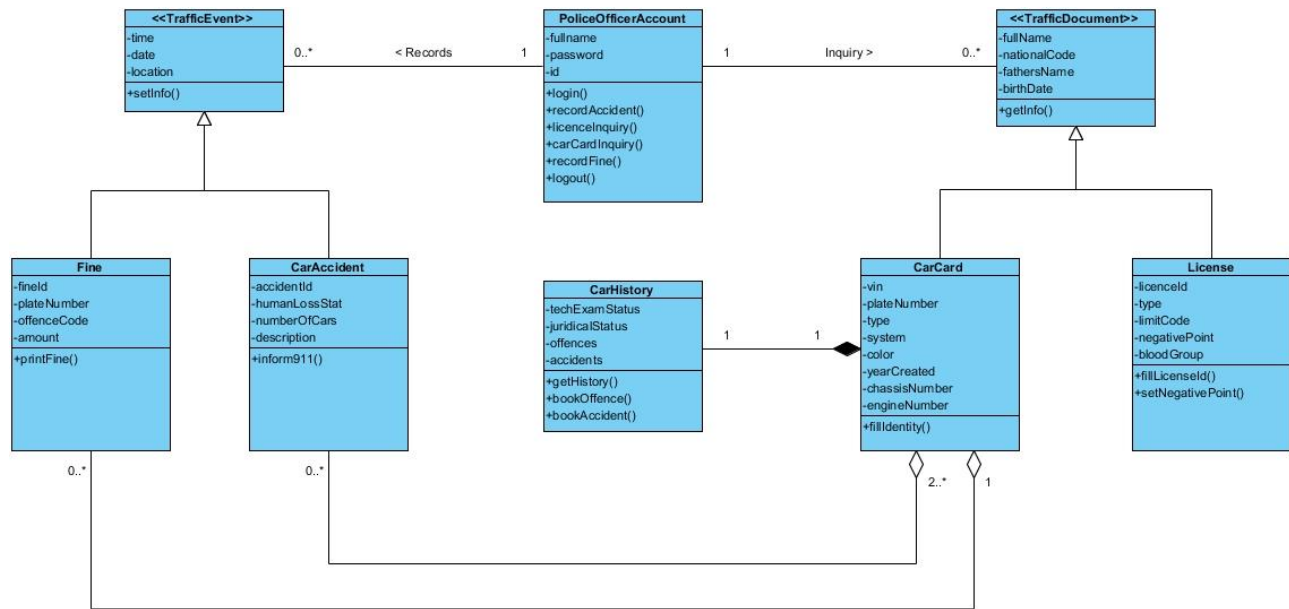 <<TrafficEvent>>
-time
-date
-location
+setInfo()
0..*
< Records
1
PoliceOfficerAccount
-fullname
-password
-id
+login()
+recordAccident()
+licenceInquiry()
+carCardInquiry()
+recordFine()
+logout()
1
Inquiry >
0..*
<<TrafficDocument>>
-fullName
-nationalCode
-fathersName
-birthDate
+getInfo()
Fine
-fineId
-plateNumber
-offenceCode
-amount
+printFine()
0..*
CarAccident
-accidentId
-humanLossStat
-numberOfCars
-description
+inform911()
0..*
CarHistory
-techExamStatus
-juridicalStatus
-offences
-accidents
+getHistory()
+bookOffence()
+bookAccident()
1
1
CarCard
-vin
-plateNumber
-type
-system
-color
-yearCreated
-chassisNumber
-engineNumber
+fillIdentity()
2..*
1
License
-licenceId
-type
-limitCode
-negativePoint
-bloodGroup
+fillLicenseId()
+setNegativePoint()